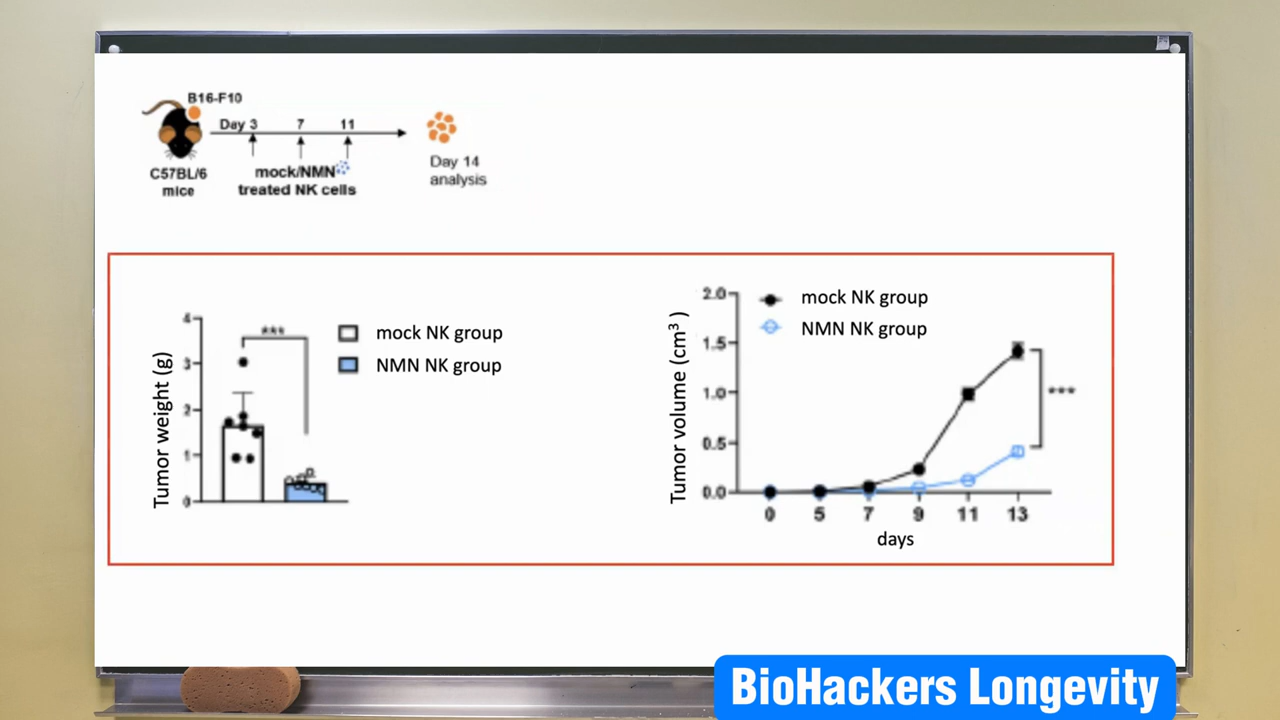 B16-F10
Day 3 7 11
C57BL/6
mice
mock/NMN
treated NK cells
Day 14
analysis
Tumor weight (g)
4
3
2
1
0
***
mock NK group
NMN NK group
Tumor volume (cm³)
2.0
1.5
1.0
0.5
0.0
mock NK group
NMN NK group
***
0 5 7 9 11 13
days
BioHackers Longevity